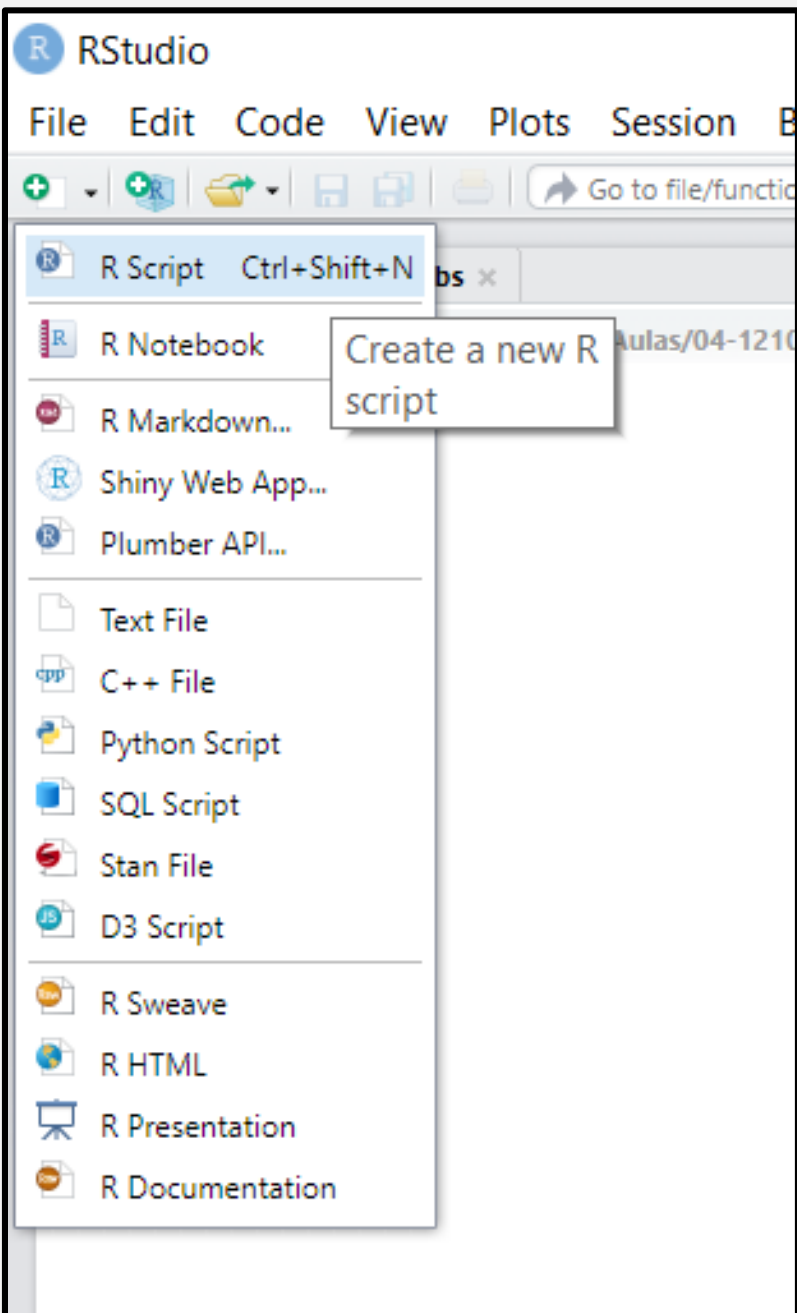 RStudio
File Edit Code View Plots Session
Go to file/functio
R Script Ctrl+Shift+N
bs
R Notebook
Create a new R
script
Aulas/04-121
R Markdown...
Shiny Web App...
Plumber API...
Text File
C++ File
Python Script
SQL Script
Stan File
D3 Script
R Sweave
R HTML
R Presentation
R Documentation